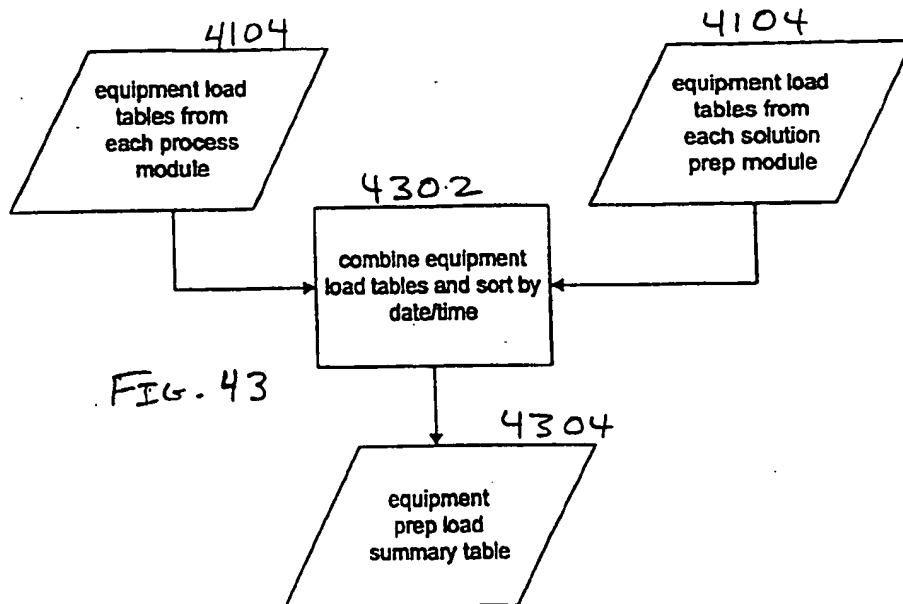 4104
equipment load
tables from
each process
module
4104
equipment load
tables from
each solution
prep module
4302
combine equipment
load tables and sort by
date/time
FIG. 43
4304
equipment
prep load
summary table